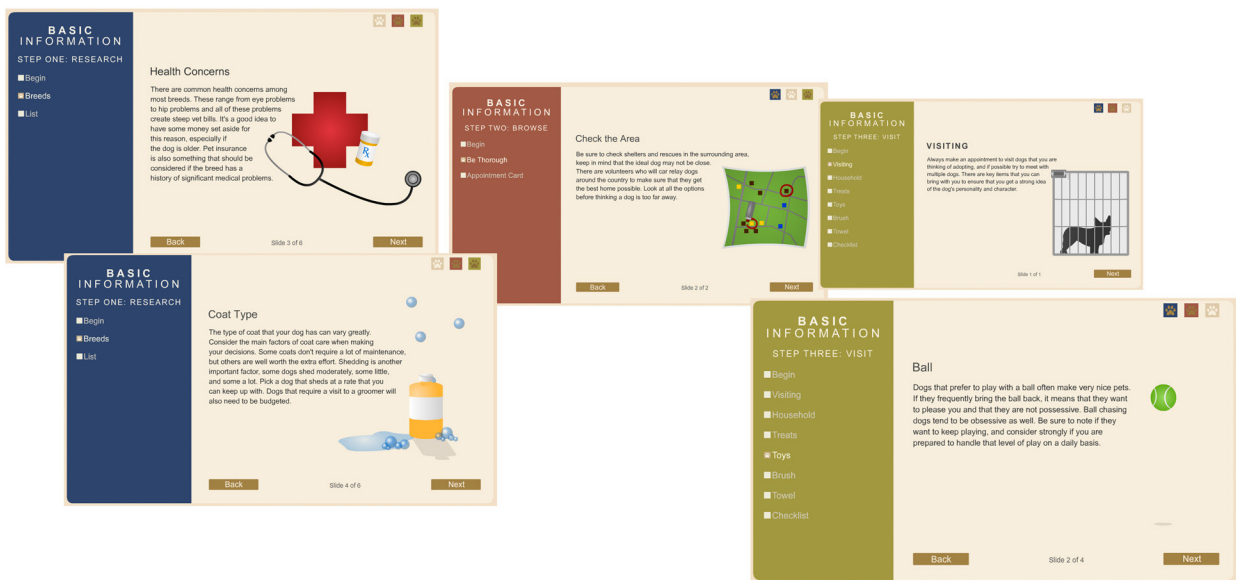 BASIC
INFORMATION
STEP ONE: RESEARCH
Begin
Breeds
List
Health Concerns
There are common health concerns among
most breeds. These range from eye problems
to hip problems and all of these problems
create steep vet bills. It's a good idea to
have some money set aside for
this reason, especially if
the dog is older. Pet insurance
is also something that should be
considered if the breed has a
history of significant medical problems.
Rx
Back
Slide 3 of 6
Next
BASIC
INFORMATION
STEP TWO: BROWSE
Begin
Be Thorough
Appointment Card
Check the Area
Be sure to check shelters and rescues in the surrounding area,
keep in mind that the ideal dog may not be close.
There are volunteers who will car relay dogs
around the country to make sure that they get
the best home possible. Look at all the options
before thinking a dog is too far away.
Back
Slide 2 of 2
Next
BASIC
INFORMATION
STEP THREE: VISIT
Begin
Visiting
Household
Treats
Toys
Brush
Towel
Checklist
VISITING
Always make an appointment to visit dogs that you are
thinking of adopting, and if possible try to meet with
multiple dogs. There are key items that you can
bring with you to ensure that you get a strong idea
of the dog's personality and character.
Slide 1 of 1
Next
BASIC
INFORMATION
STEP ONE: RESEARCH
Begin
Breeds
List
Coat Type
The type of coat that your dog has can vary greatly.
Consider the main factors of coat care when making
your decisions. Some coats don't require a lot of maintenance,
but others are well worth the extra effort. Shedding is another
important factor, some dogs shed moderately, some little,
and some a lot. Pick a dog that sheds at a rate that you
can keep up with. Dogs that require a visit to a groomer will
also need to be budgeted.
Back
Slide 4 of 6
Next
BASIC
INFORMATION
STEP THREE: VISIT
Begin
Visiting
Household
Treats
Toys
Brush
Towel
Checklist
Ball
Dogs that prefer to play with a ball often make very nice pets.
If they frequently bring the ball back, it means that they want
to please you and that they are not possessive. Ball chasing
dogs tend to be obsessive as well. Be sure to note if they
want to keep playing, and consider strongly if you are
prepared to handle that level of play on a daily basis.
Back
Slide 2 of 4
Next